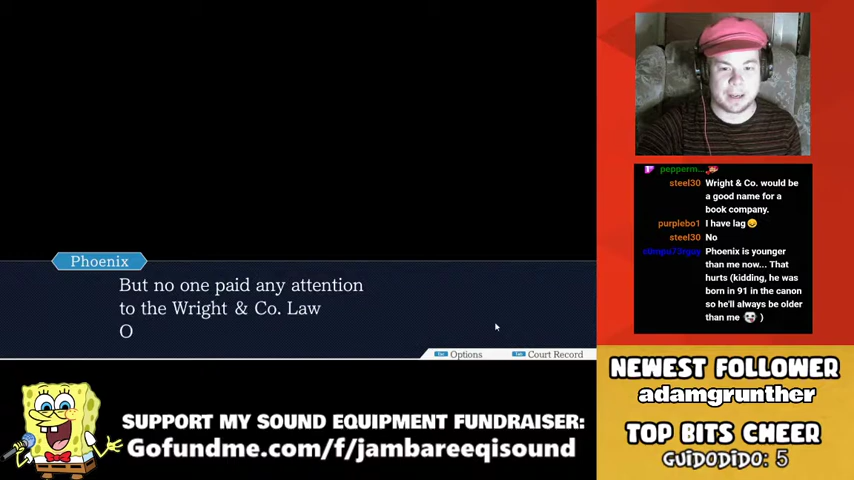 Phoenix
But no one paid any attention
to the Wright & Co. Law
O
Options
Court Record
pepperm...
steel30 Wright & Co. would be
a good name for a
book company.
purplebo1 I have lag
steel30 No
Phoenix is younger
than me now... That
hurts (kidding, he was
born in 91 in the canon
so he'll always be older
than me )
SUPPORT MY SOUND EQUIPMENT FUNDRAISER:
Gofundme.com/f/jambareeqisound
NEWEST FOLLOWER
adamgrunther
TOP BITS CHEER
GUIDODIDO: 5